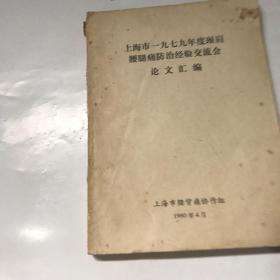 上海市一九七九年度颈肩
腰腿痛防治经验交流会
论文汇编
上海市腰背痛协作组
1980年4月